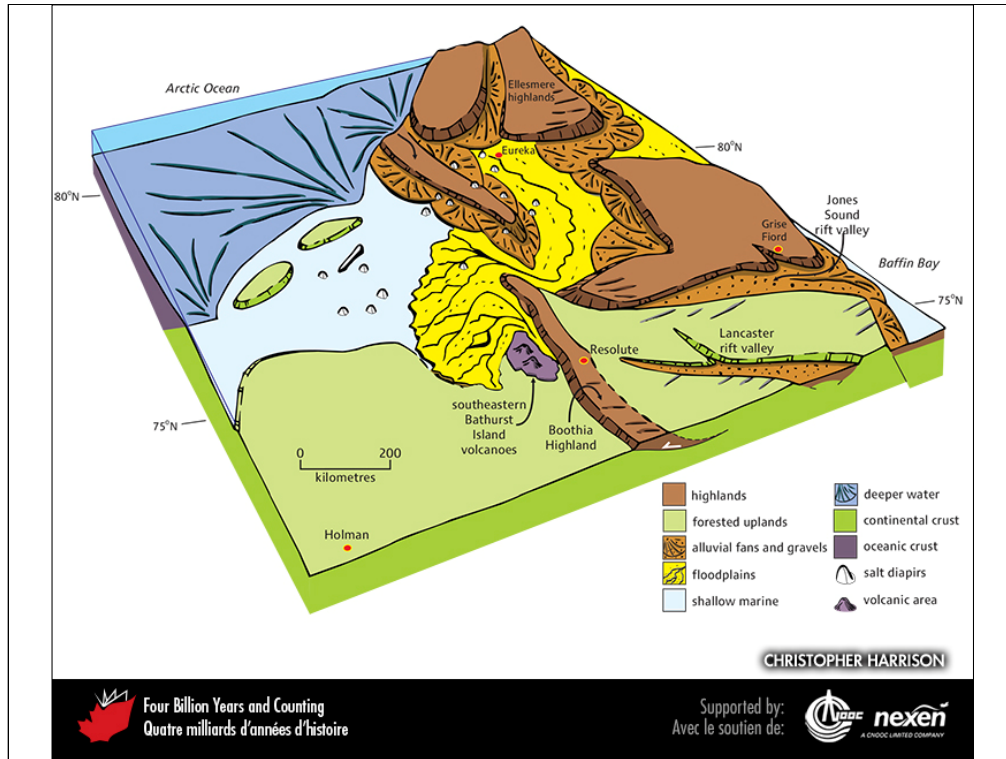 Arctic Ocean
Ellesmere
highlands
80°N
Eureka
80°N
Jones
Sound
rift valley
Grise
Fiord
Baffin Bay
75°N
Lancaster
rift valley
Resolute
75°N
southeastern
Bathurst
Island
volcanoes
Boothia
Highland
0 200
kilometres
Holman
highlands
forested uplands
alluvial fans and gravels
floodplains
shallow marine
deeper water
continental crust
oceanic crust
salt diapirs
volcanic area
CHRISTOPHER HARRISON
Four Billion Years and Counting
Quatre milliards d'années d'histoire
Supported by:
Avec le soutien de:
CNOOC
nexen
A CNOOC LIMITED COMPANY